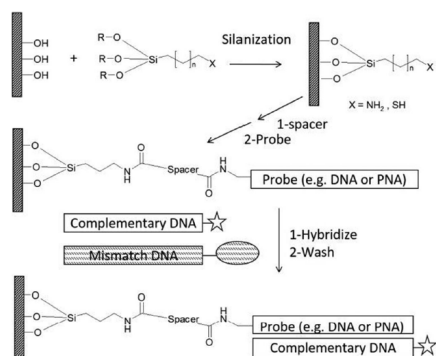 OH
OH
OH
+
R-O
R-O
R-O
Si
[ ]n
X
Silanization
O
O
O
Si
[ ]n
X
X = NH2 , SH
1-spacer
2-Probe
O
O
O
Si
N
H
O
Spacer
O
H
N
Probe (e.g. DNA or PNA)
Complementary DNA
Mismatch DNA
1-Hybridize
2-Wash
O
O
O
Si
N
H
O
Spacer
O
H
N
Probe (e.g. DNA or PNA)
Complementary DNA